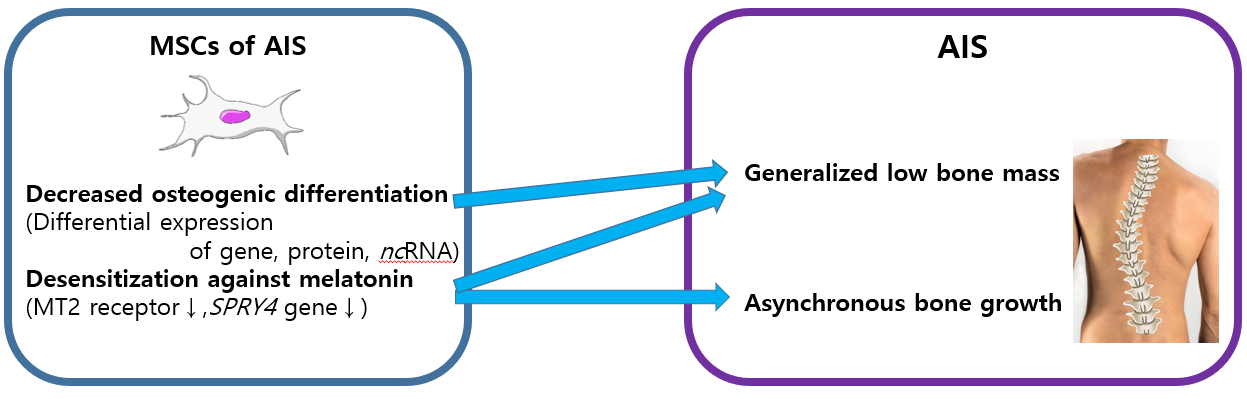 MSCs of AIS
Decreased osteogenic differentiation
(Differential expression
of gene, protein, ncRNA)
Desensitization against melatonin
(MT2 receptor↓,SPRY4 gene↓)
AIS
Generalized low bone mass
Asynchronous bone growth